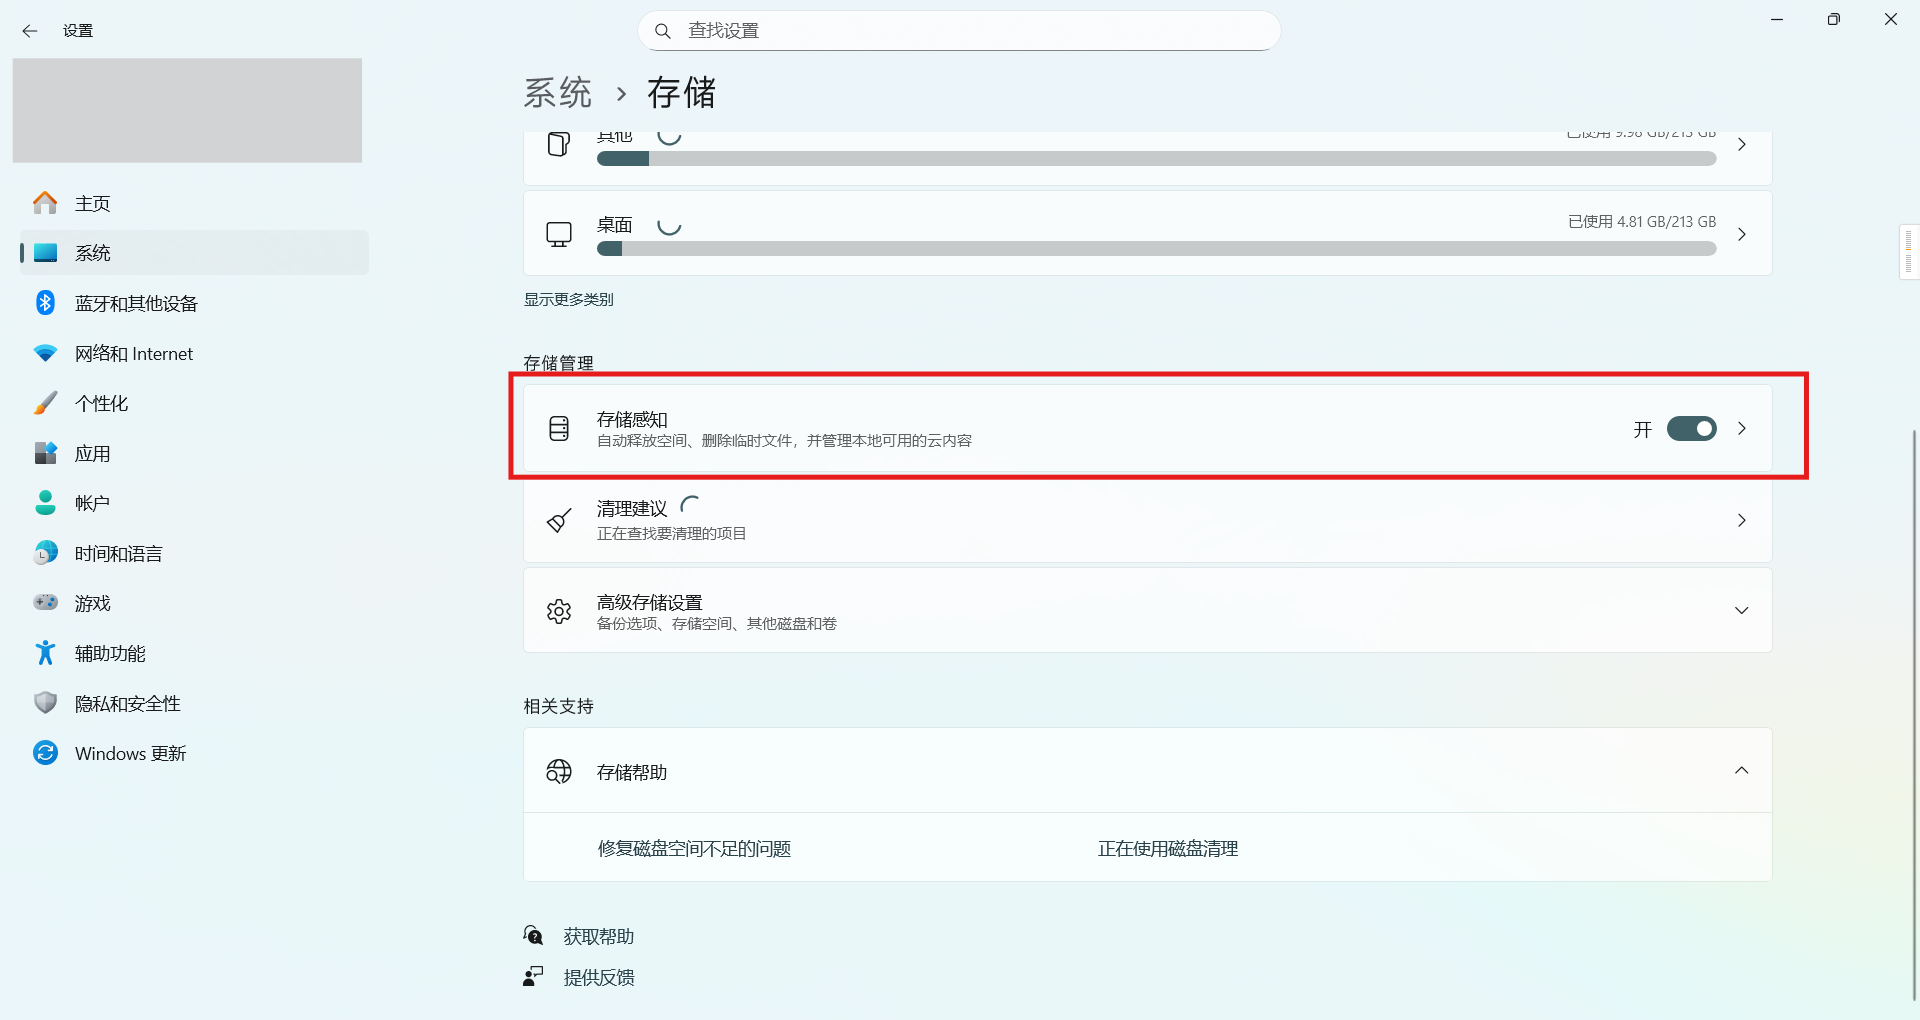 设置
查找设置
系统 › 存储
主页
系统
蓝牙和其他设备
网络和 Internet
个性化
应用
帐户
时间和语言
游戏
辅助功能
隐私和安全性
Windows 更新
其他
已使用 9.98 GB/213 GB
桌面
已使用 4.81 GB/213 GB
显示更多类别
存储管理
存储感知
自动释放空间、删除临时文件，并管理本地可用的云内容
开
清理建议
正在查找要清理的项目
高级存储设置
备份选项、存储空间、其他磁盘和卷
相关支持
存储帮助
修复磁盘空间不足的问题
正在使用磁盘清理
获取帮助
提供反馈